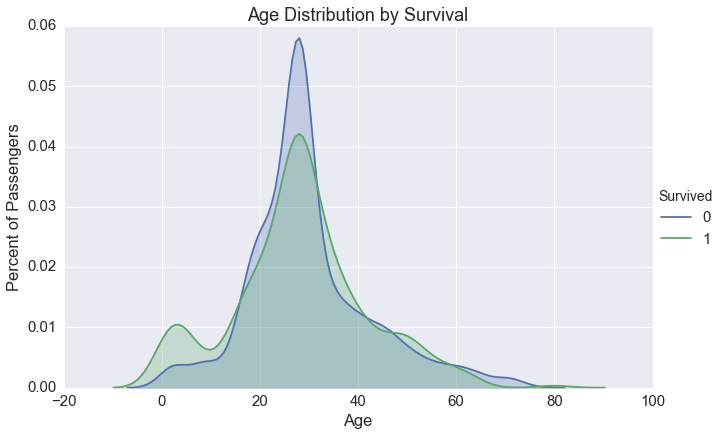 Age Distribution by Survival
0.06
0.05
0.04
0.03
0.02
0.01
0.00
Percent of Passengers
−20 0 20 40 60 80 100
Age
Survived
0
1